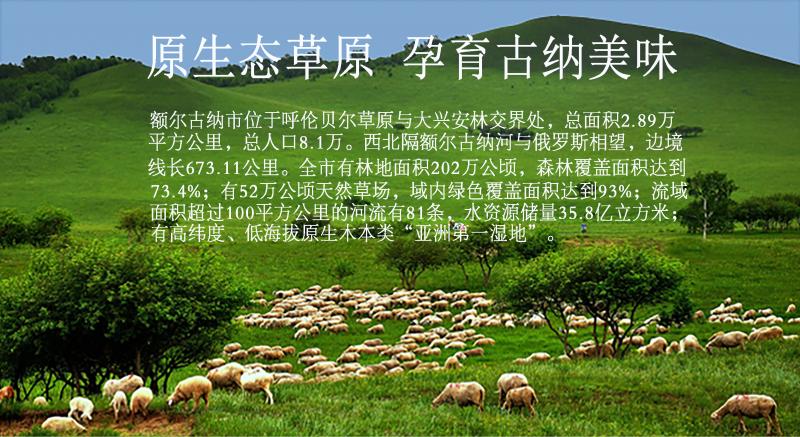 原生态草原 孕育古纳美味
额尔古纳市位于呼伦贝尔草原与大兴安林交界处，总面积2.89万
平方公里，总人口8.1万。西北隔额尔古纳河与俄罗斯相望，边境
线长673.11公里。全市有林地面积202万公顷，森林覆盖面积达到
73.4%；有52万公顷天然草场，域内绿色覆盖面积达到93%；流域
面积超过100平方公里的河流有81条，水资源储量35.8亿立方米；
有高纬度、低海拔原生木本类“亚洲第一湿地”。